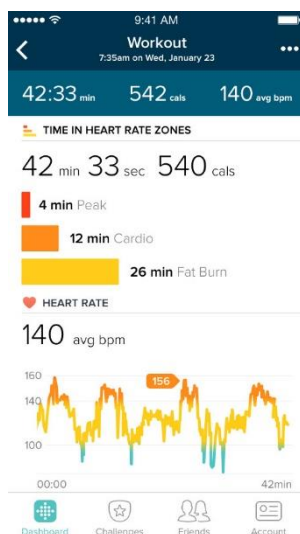 9:41 AM
Workout
7:35am on Wed, January 23
42:33 min 542 cals 140 avg bpm
TIME IN HEART RATE ZONES
42 min 33 sec 540 cals
4 min Peak
12 min Cardio
26 min Fat Burn
HEART RATE
140 avg bpm
160
156
140
100
00:00 42min
Dashboard Challenges Friends Account